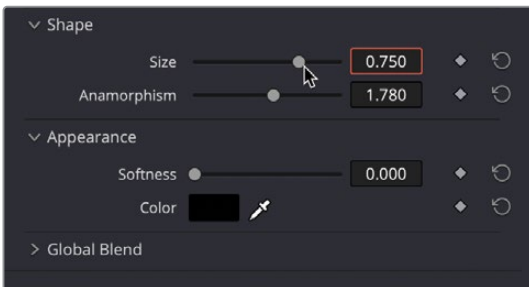 Shape
Size 0.750
Anamorphism 1.780
Appearance
Softness 0.000
Color
Global Blend